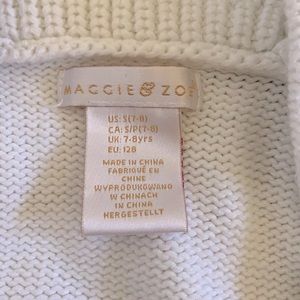 MAGGIE & ZOE
US: S(7-8)
CA: S/P(7-8)
UK: 7-8yrs
EU: 128
MADE IN CHINA
FABRIQUÉ EN
CHINE
WYPRODUKOWANO
W CHINACH
IN CHINA
HERGESTELLT